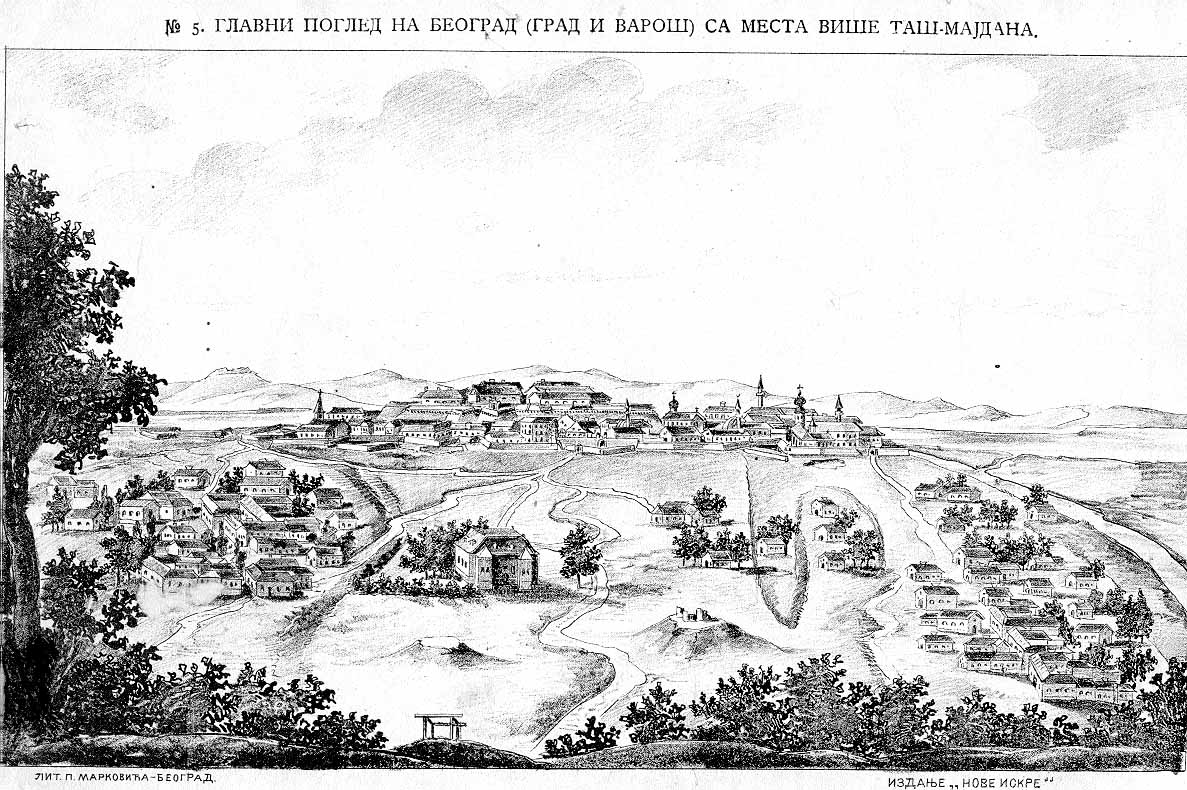 № 5. ГЛАВНИ ПОГЛЕД НА БЕОГРАД (ГРАД И ВАРОШ) СА МЕСТА ВИШЕ ТАШ-МАЈДАНА.
ЛИТ. П. МАРКОВИЋА-БЕОГРАД.
ИЗДАЊЕ „НОВЕ ИСКРЕ“